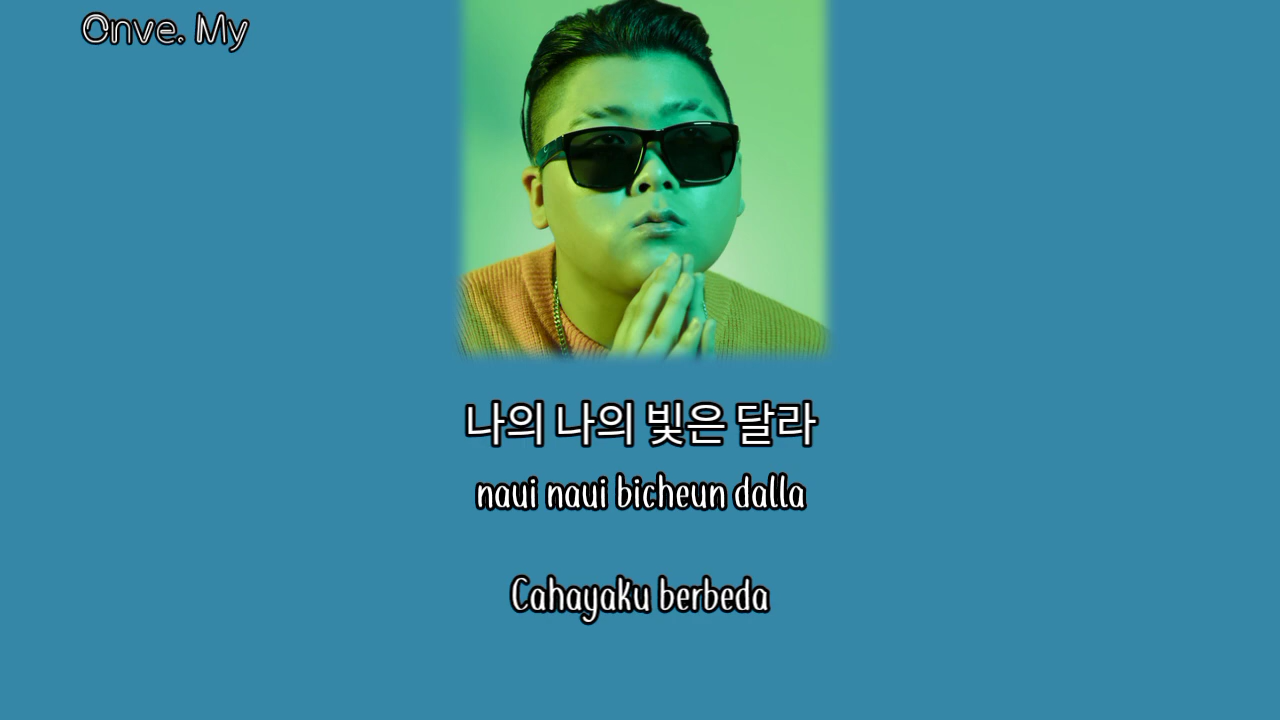 Onve. My
나의 나의 빛은 달라
naui naui bicheun dalla
Cahayaku berbeda